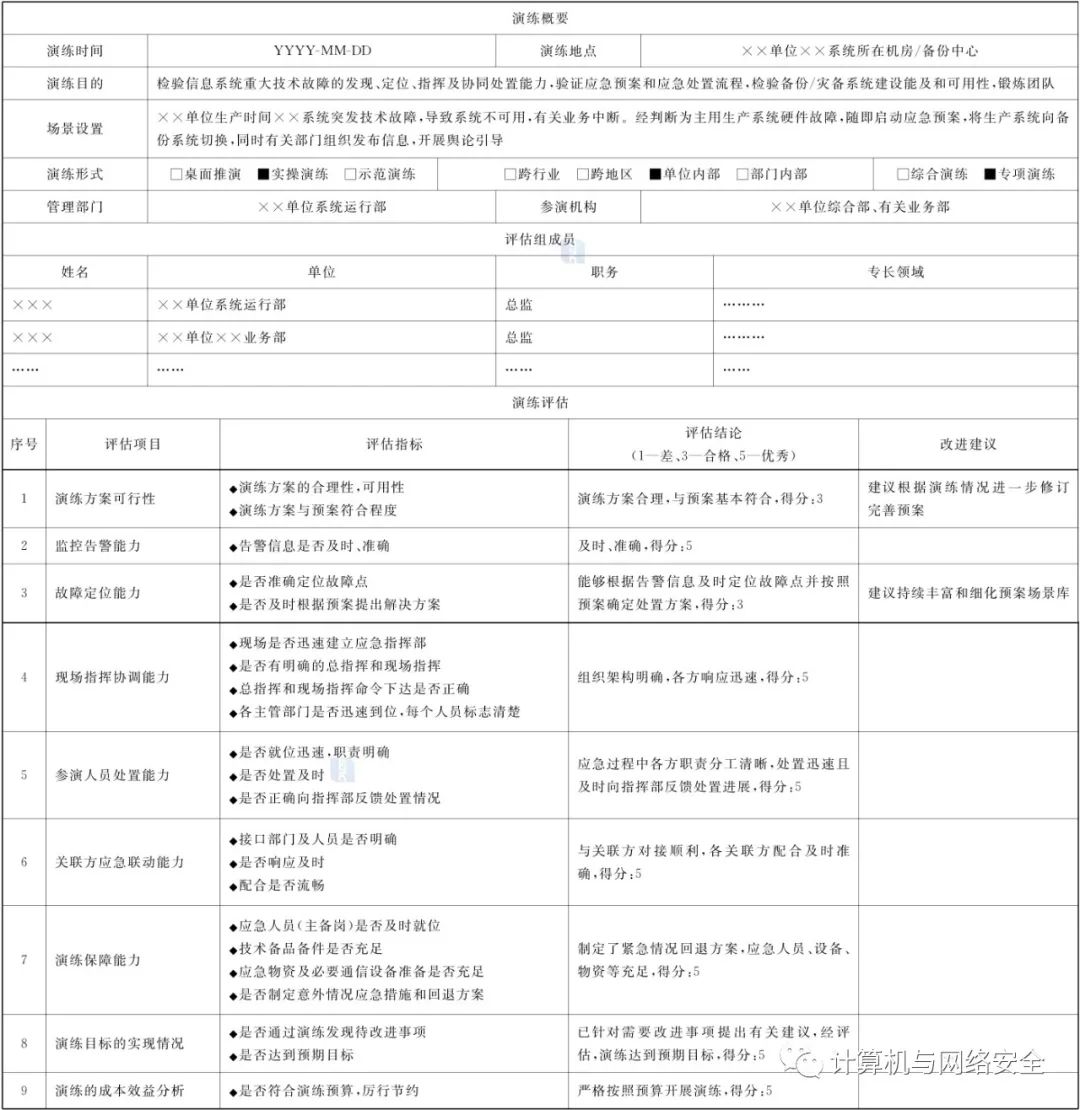 演练概要
演练时间 YYYY-MM-DD 演练地点 ××单位××系统所在机房/备份中心
演练目的 检验信息系统重大技术故障的发现、定位、指挥及协同处置能力,验证应急预案和应急处置流程,检验备份/灾备系统建设能及和可用性,锻炼团队
场景设置 ××单位生产时间××系统突发技术故障,导致系统不可用,有关业务中断。经判断为主用生产系统硬件故障,随即启动应急预案,将生产系统向备
份系统切换,同时有关部门组织发布信息,开展舆论引导
演练形式 □桌面推演 ■实操演练 □示范演练 □跨行业 □跨地区 ■单位内部 □部门内部 □综合演练 ■专项演练
管理部门 ××单位系统运行部 参演机构 ××单位综合部、有关业务部
评估组成员
姓名 单位 职务 专长领域
××× ××单位系统运行部 总监 ………
××× ××单位××业务部 总监 ………
…… …… …… ……
演练评估
序号 评估项目 评估指标 评估结论 改进建议
(1—差、3—合格、5—优秀)
1 演练方案可行性
◆演练方案的合理性,可用性
◆演练方案与预案符合程度
演练方案合理,与预案基本符合,得分:3
建议根据演练情况进一步修订
完善预案
2 监控告警能力 ◆告警信息是否及时、准确 及时、准确,得分:5
3 故障定位能力
◆是否准确定位故障点
◆是否及时根据预案提出解决方案
能够根据告警信息及时定位故障点并按照
预案确定处置方案,得分:3
建议持续丰富和细化预案场景库
4 现场指挥协调能力
◆现场是否迅速建立应急指挥部
◆是否有明确的总指挥和现场指挥
◆总指挥和现场指挥命令下达是否正确
◆各主管部门是否迅速到位,每个人员标志清楚
组织架构明确,各方响应迅速,得分:5
5 参演人员处置能力
◆是否就位迅速,职责明确
◆是否处置及时
◆是否正确向指挥部反馈处置情况
应急过程中各方职责分工清晰,处置迅速且
及时向指挥部反馈处置进展,得分:5
6 关联方应急联动能力
◆接口部门及人员是否明确
◆是否响应及时
◆配合是否流畅
与关联方对接顺利,各关联方配合及时准
确,得分:5
7 演练保障能力
◆应急人员(主备岗)是否及时就位
◆技术备品备件是否充足
◆应急物资及必要通信设备准备是否充足
◆是否制定意外情况应急措施和回退方案
制定了紧急情况回退方案,应急人员、设备、
物资等充足,得分:5
8 演练目标的实现情况
◆是否通过演练发现待改进事项
◆是否达到预期目标
已针对需要改进事项提出有关建议,经评
估,演练达到预期目标,得分:5
9 演练的成本效益分析 ◆是否符合演练预算,厉行节约 严格按照预算开展演练,得分:5
计算机与网络安全